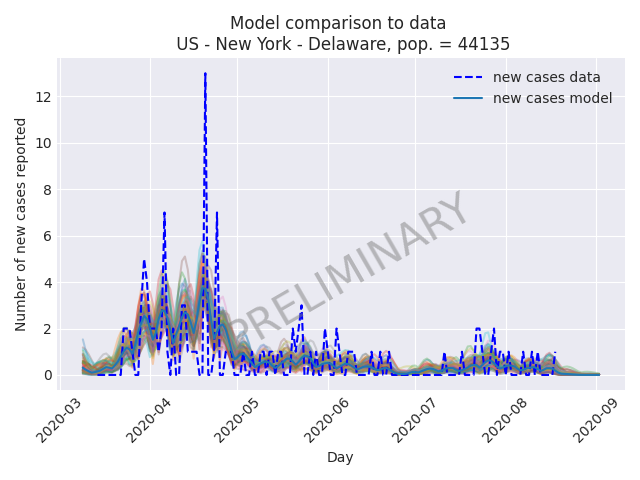 Model comparison to data
US - New York - Delaware, pop. = 44135
new cases data
new cases model
Number of new cases reported
12
10
8
6
4
2
0
PRELIMINARY
2020-03
2020-04
2020-05
2020-06
2020-07
2020-08
2020-09
Day